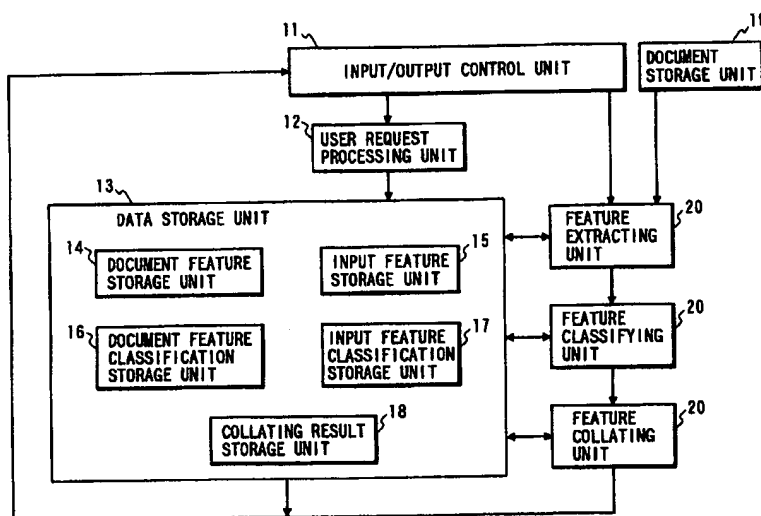 11
INPUT/OUTPUT CONTROL UNIT
DOCUMENT
STORAGE UNIT
12
USER REQUEST
PROCESSING UNIT
13
DATA STORAGE UNIT
14
DOCUMENT FEATURE
STORAGE UNIT
15
INPUT FEATURE
STORAGE UNIT
20
FEATURE
EXTRACTING
UNIT
16
DOCUMENT FEATURE
CLASSIFICATION
STORAGE UNIT
17
INPUT FEATURE
CLASSIFICATION
STORAGE UNIT
20
FEATURE
CLASSIFYING
UNIT
18
COLLATING RESULT
STORAGE UNIT
20
FEATURE
COLLATING
UNIT